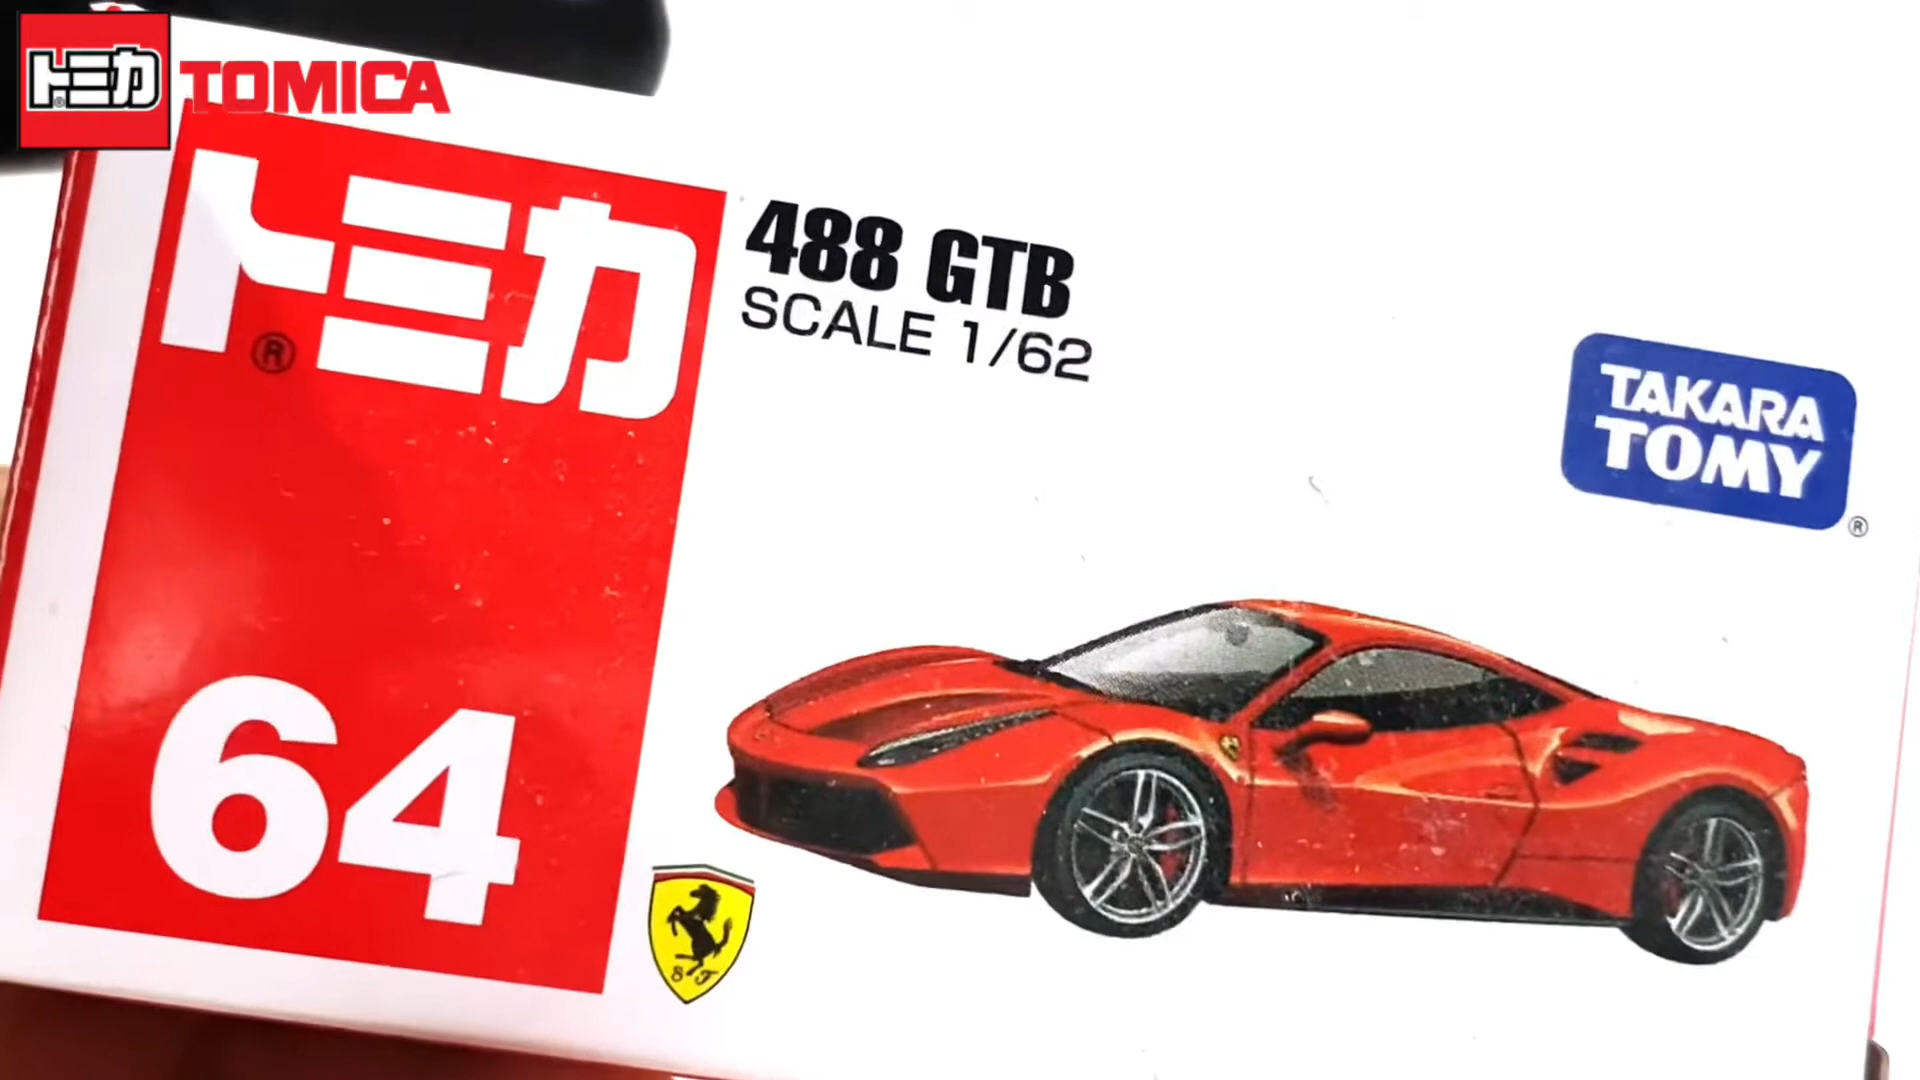 トミカ
TOMICA
トミカ
®
488 GTB
SCALE 1/62
TAKARA
TOMY
®
64
S F